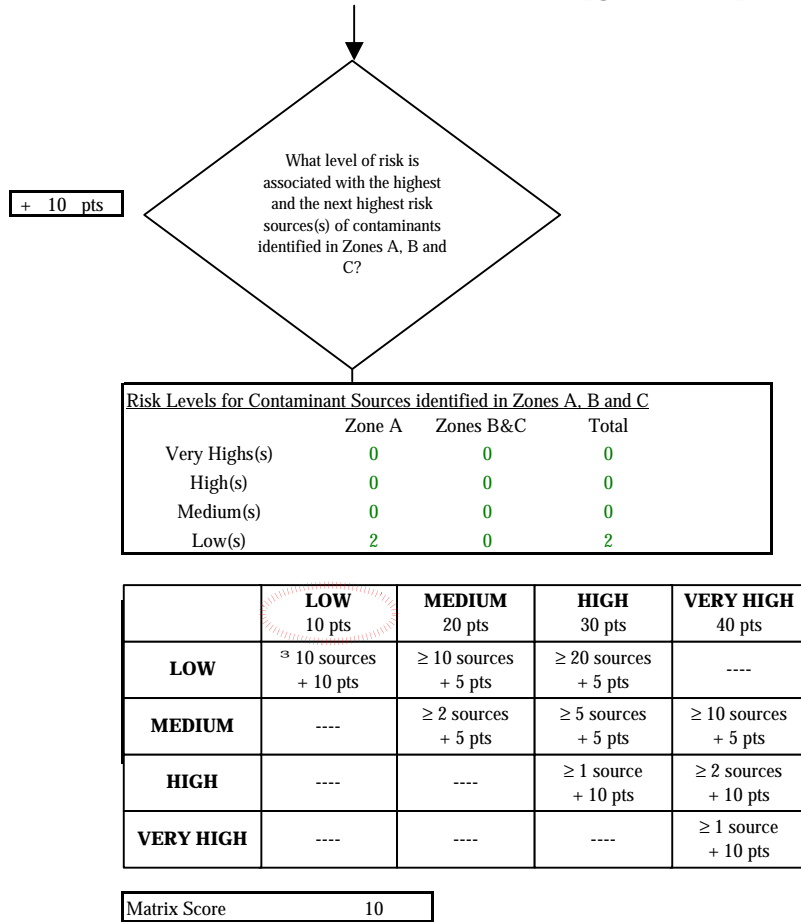 What level of risk is
associated with the highest
and the next highest risk
sources(s) of contaminants
identified in Zones A, B and
C?
+ 10 pts
Risk Levels for Contaminant Sources identified in Zones A, B and C
Zone A Zones B&C Total
Very Highs(s) 0 0 0
High(s) 0 0 0
Medium(s) 0 0 0
Low(s) 2 0 2
LOW MEDIUM HIGH VERY HIGH
10 pts 20 pts 30 pts 40 pts
LOW ³ 10 sources ≥ 10 sources ≥ 20 sources ----
+ 10 pts + 5 pts + 5 pts
MEDIUM ---- ≥ 2 sources ≥ 5 sources ≥ 10 sources
+ 5 pts + 5 pts + 5 pts
HIGH ---- ---- ≥ 1 source ≥ 2 sources
+ 10 pts + 10 pts
VERY HIGH ---- ---- ---- ≥ 1 source
+ 10 pts
Matrix Score 10